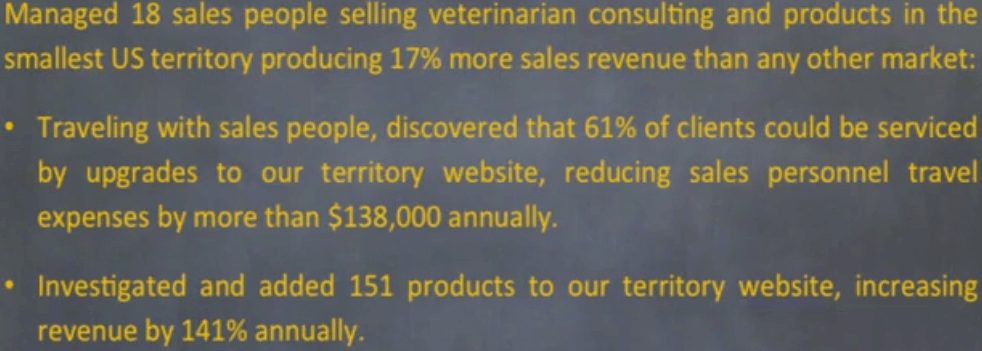 Managed 18 sales people selling veterinarian consulting and products in the
smallest US territory producing 17% more sales revenue than any other market:
• Traveling with sales people, discovered that 61% of clients could be serviced
by upgrades to our territory website, reducing sales personnel travel
expenses by more than $138,000 annually.
• Investigated and added 151 products to our territory website, increasing
revenue by 141% annually.